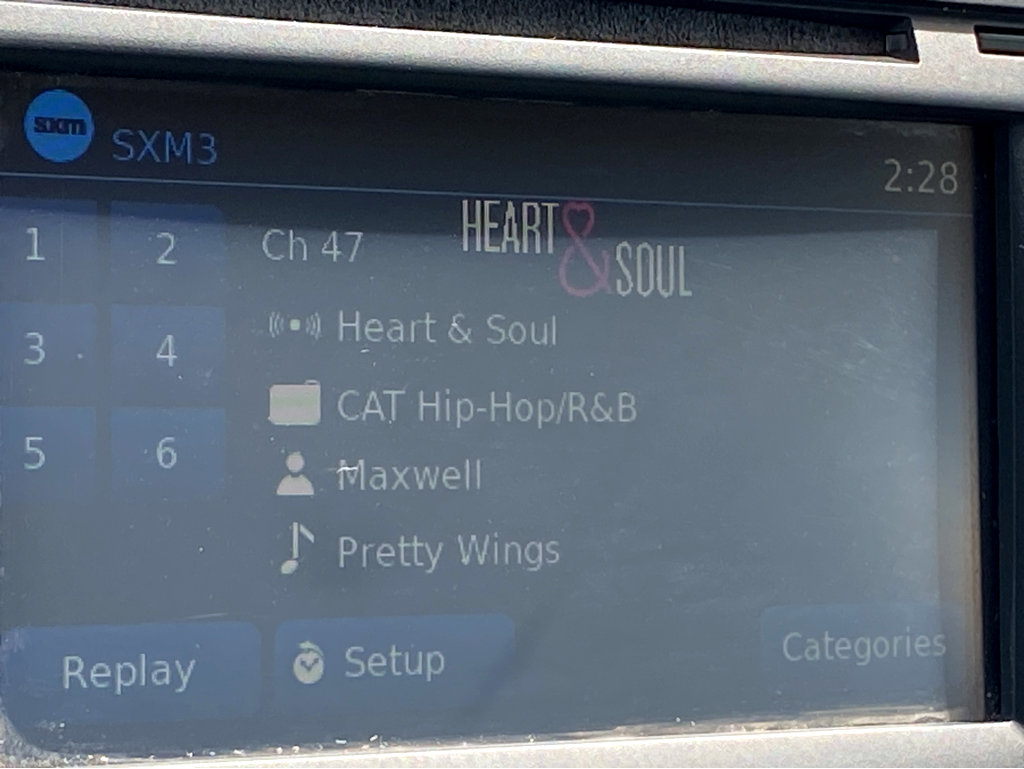 sxm SXM3
2:28
1 2
Ch 47
HEART & SOUL
3 4
Heart & Soul
CAT Hip-Hop/R&B
5 6
Maxwell
Pretty Wings
Replay
Setup
Categories